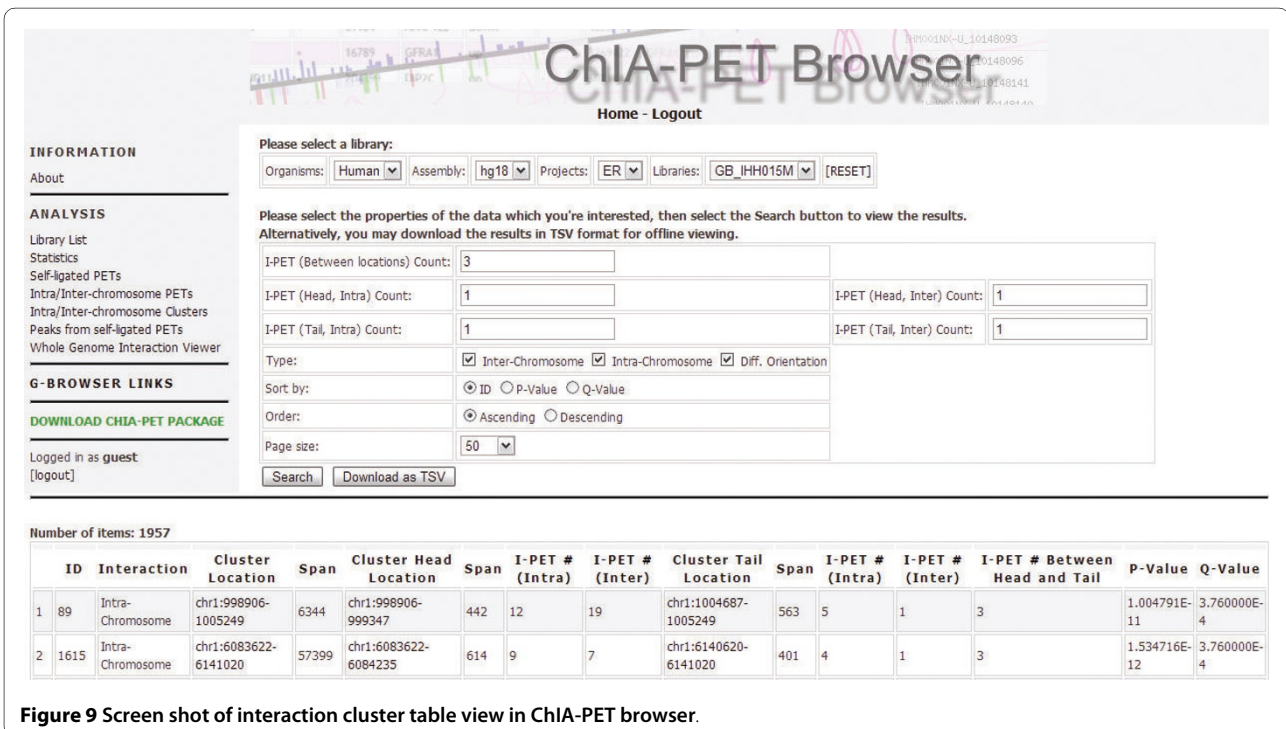 16789 GFRA1
DIP2C
IHM001NX-U_10148093
10148096
10148141
ChIA-PET Browser
Home - Logout
INFORMATION
About
ANALYSIS
Library List
Statistics
Self-ligated PETs
Intra/Inter-chromosome PETs
Intra/Inter-chromosome Clusters
Peaks from self-ligated PETs
Whole Genome Interaction Viewer
G-BROWSER LINKS
DOWNLOAD CHIA-PET PACKAGE
Logged in as guest
[logout]
Please select a library:
Organisms: Human Assembly: hg18 Projects: ER Libraries: GB_IHH015M [RESET]
Please select the properties of the data which you're interested, then select the Search button to view the results.
Alternatively, you may download the results in TSV format for offline viewing.
I-PET (Between locations) Count: 3
I-PET (Head, Intra) Count: 1 I-PET (Head, Inter) Count: 1
I-PET (Tail, Intra) Count: 1 I-PET (Tail, Inter) Count: 1
Type: Inter-Chromosome Intra-Chromosome Diff. Orientation
Sort by: ID P-Value Q-Value
Order: Ascending Descending
Page size: 50
Search Download as TSV
Number of items: 1957
ID Interaction Cluster Location Span Cluster Head Location Span I-PET # (Intra) I-PET # (Inter) Cluster Tail Location Span I-PET # (Intra) I-PET # (Inter) I-PET # Between Head and Tail P-Value Q-Value
1 89 Intra-Chromosome chr1:998906-1005249 6344 chr1:998906-999347 442 12 19 chr1:1004687-1005249 563 5 1 3 1.004791E-11 3.760000E-4
2 1615 Intra-Chromosome chr1:6083622-6141020 57399 chr1:6083622-6084235 614 9 7 chr1:6140620-6141020 401 4 1 3 1.534716E-12 3.760000E-4
Figure 9 Screen shot of interaction cluster table view in ChIA-PET browser.